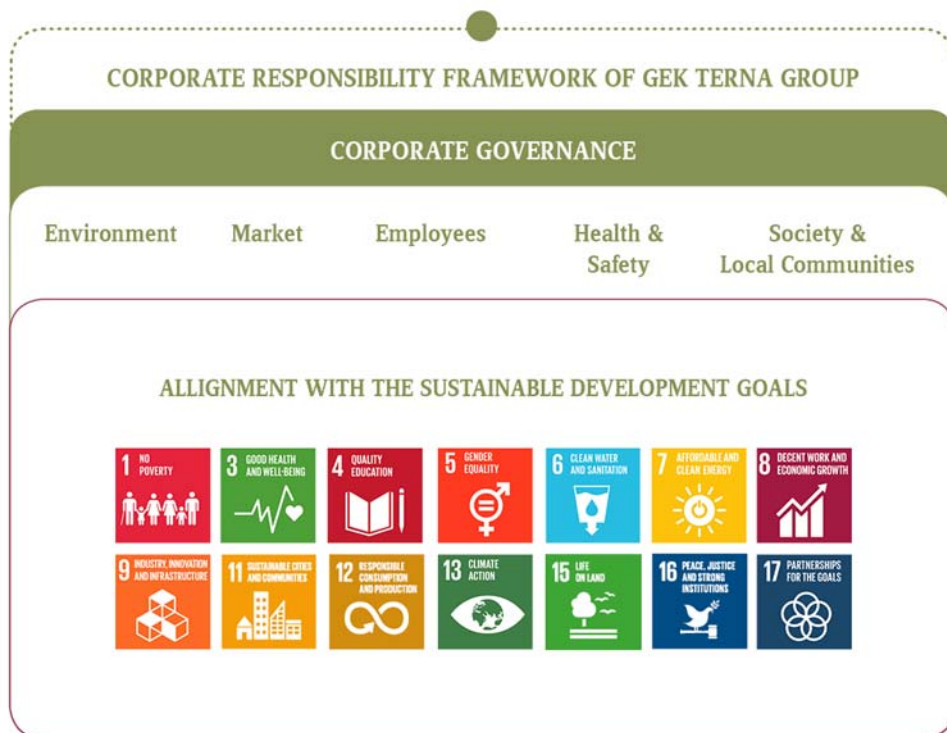 CORPORATE RESPONSIBILITY FRAMEWORK OF GEK TERNA GROUP
CORPORATE GOVERNANCE
Environment
Market
Employees
Health &
Safety
Society &
Local Communities
ALLIGNMENT WITH THE SUSTAINABLE DEVELOPMENT GOALS
1 NO
POVERTY
3 GOOD HEALTH
AND WELL-BEING
4 QUALITY
EDUCATION
5 GENDER
EQUALITY
6 CLEAN WATER
AND SANITATION
7 AFFORDABLE AND
CLEAN ENERGY
8 DECENT WORK AND
ECONOMIC GROWTH
9 INDUSTRY, INNOVATION
AND INFRASTRUCTURE
11 SUSTAINABLE CITIES
AND COMMUNITIES
12 RESPONSIBLE
CONSUMPTION
AND PRODUCTION
13 CLIMATE
ACTION
15 LIFE
ON LAND
16 PEACE, JUSTICE
AND STRONG
INSTITUTIONS
17 PARTNERSHIPS
FOR THE GOALS